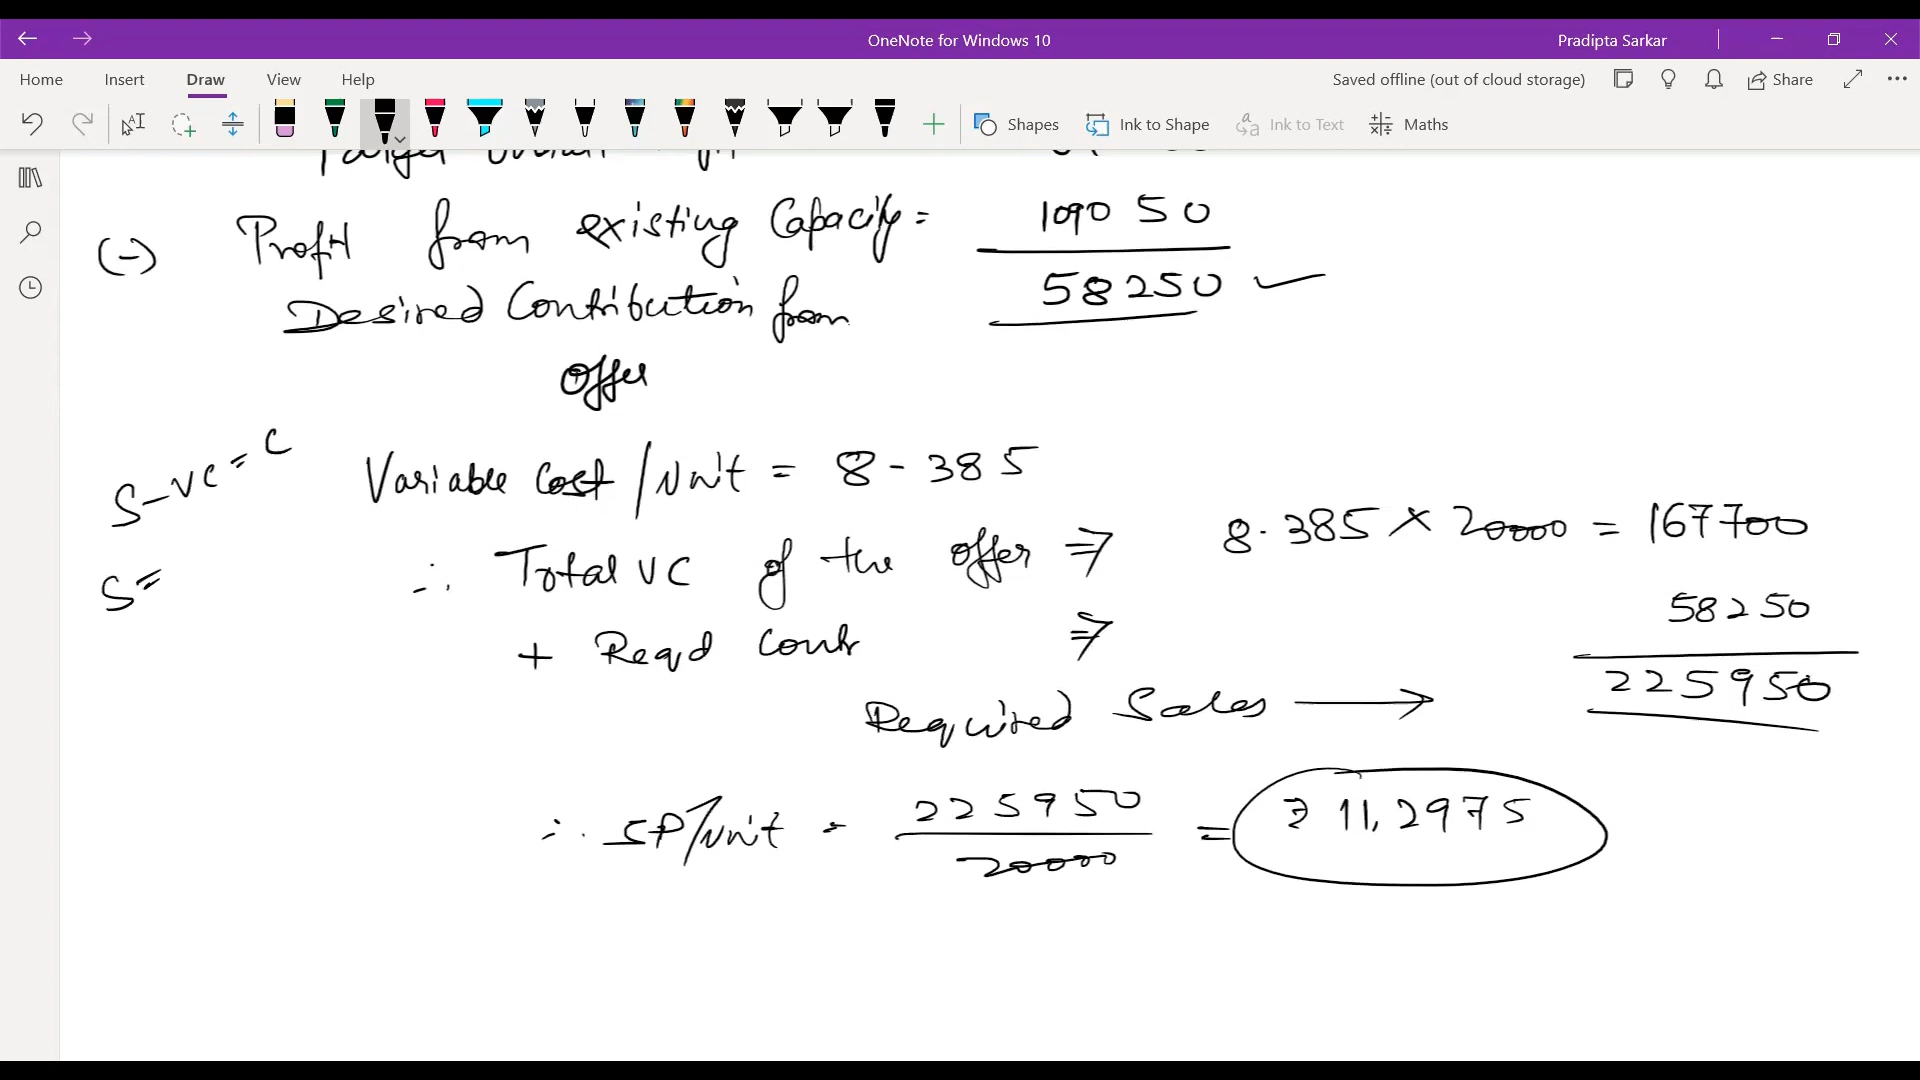 OneNote for Windows 10
Pradipta Sarkar
Home Insert Draw View Help
Saved offline (out of cloud storage) Share
Shapes Ink to Shape Ink to Text Maths
(-) Profit from existing Capacity = 109050
Desired Contribution from 58250
offer
S-VC = C
Variable Cost/Unit = 8-385
S=
∴ Total VC of the offer ⇒ 8.385 × 20000 = 167700
+ Reqd Contr ⇒ 58250
Required Sales → 225950
∴ SP/Unit - 225950
20000
= ₹ 11.2975